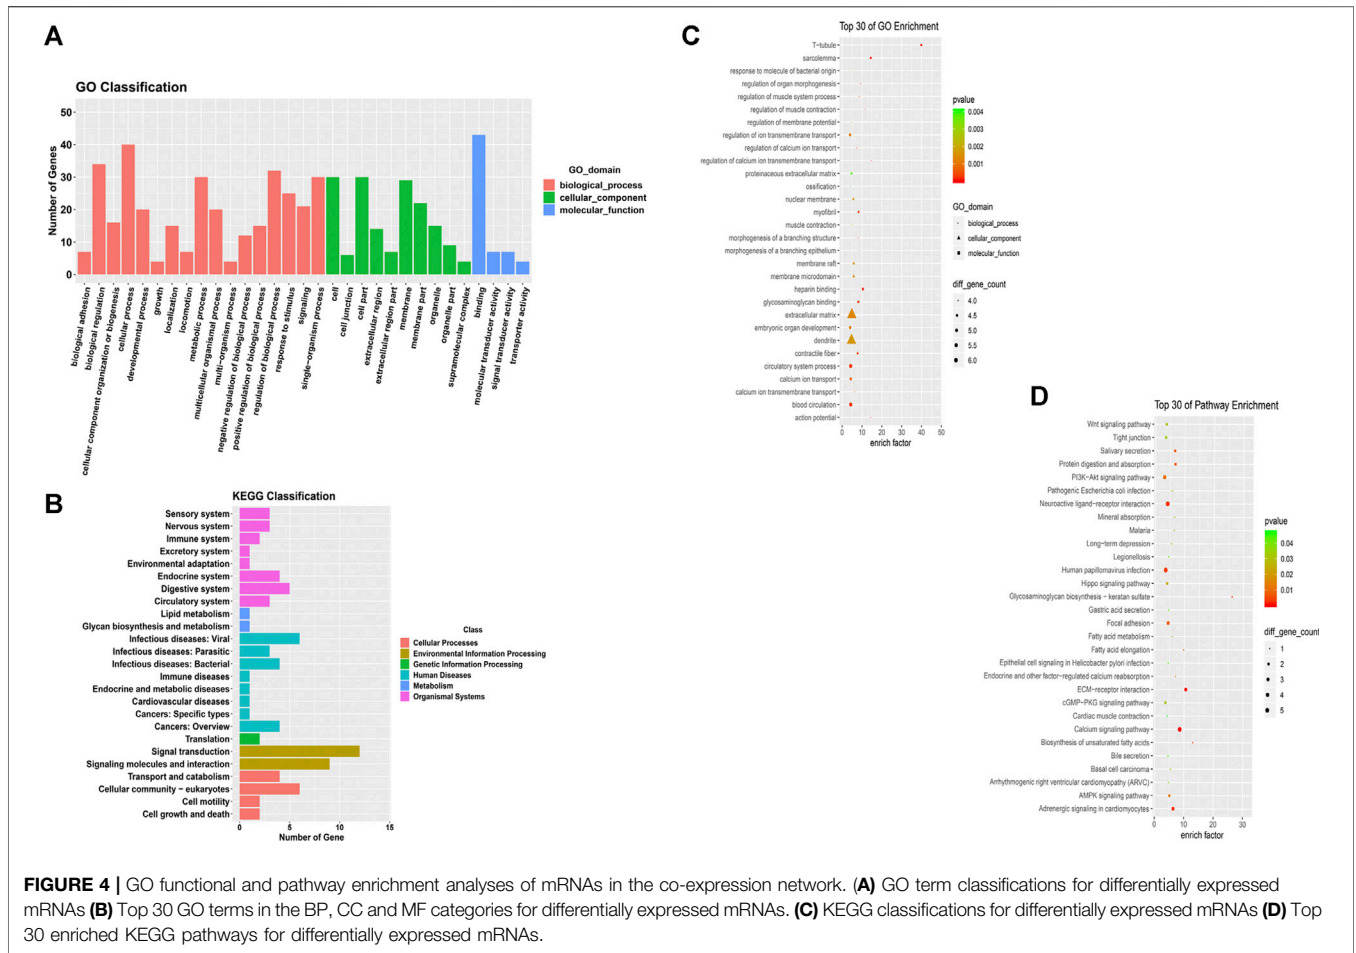 A
GO Classification
Number of Genes
50
40
30
20
10
0
biological adhesion
biological regulation
cellular component organization or biogenesis
cellular process
developmental process
growth
localization
locomotion
metabolic process
multicellular organismal process
multi-organism process
negative regulation of biological process
positive regulation of biological process
regulation of biological process
response to stimulus
signaling
single-organism process
cell
cell junction
cell part
extracellular region
extracellular region part
membrane
membrane part
organelle
organelle part
supramolecular complex
binding
molecular transducer activity
signal transducer activity
transporter activity
GO_domain
biological_process
cellular_component
molecular_function
B
KEGG Classification
Sensory system
Nervous system
Immune system
Excretory system
Environmental adaptation
Endocrine system
Digestive system
Circulatory system
Lipid metabolism
Glycan biosynthesis and metabolism
Infectious diseases: Viral
Infectious diseases: Parasitic
Infectious diseases: Bacterial
Immune diseases
Endocrine and metabolic diseases
Cardiovascular diseases
Cancers: Specific types
Cancers: Overview
Translation
Signal transduction
Signaling molecules and interaction
Transport and catabolism
Cellular community - eukaryotes
Cell motility
Cell growth and death
0 5 10 15
Number of Gene
Class
Cellular Processes
Environmental Information Processing
Genetic Information Processing
Human Diseases
Metabolism
Organismal Systems
C
Top 30 of GO Enrichment
T-tubule
sarcolemma
response to molecule of bacterial origin
regulation of organ morphogenesis
regulation of muscle system process
regulation of muscle contraction
regulation of membrane potential
regulation of ion transmembrane transport
regulation of calcium ion transport
regulation of calcium ion transmembrane transport
proteinaceous extracellular matrix
ossification
nuclear membrane
myofibril
muscle contraction
morphogenesis of a branching structure
morphogenesis of a branching epithelium
membrane raft
membrane microdomain
heparin binding
glycosaminoglycan binding
extracellular matrix
embryonic organ development
dendrite
contractile fiber
circulatory system process
calcium ion transport
calcium ion transmembrane transport
blood circulation
action potential
0 10 20 30 40 50
enrich factor
pvalue
0.004
0.003
0.002
0.001
GO_domain
biological_process
cellular_component
molecular_function
diff_gene_count
4.0
4.5
5.0
5.5
6.0
D
Top 30 of Pathway Enrichment
Wnt signaling pathway
Tight junction
Salivary secretion
Protein digestion and absorption
PI3K-Akt signaling pathway
Pathogenic Escherichia coli infection
Neuroactive ligand-receptor interaction
Mineral absorption
Malaria
Long-term depression
Legionellosis
Human papillomavirus infection
Hippo signaling pathway
Glycosaminoglycan biosynthesis - keratan sulfate
Gastric acid secretion
Focal adhesion
Fatty acid metabolism
Fatty acid elongation
Epithelial cell signaling in Helicobacter pylori infection
Endocrine and other factor-regulated calcium reabsorption
ECM-receptor interaction
cGMP-PKG signaling pathway
Cardiac muscle contraction
Calcium signaling pathway
Biosynthesis of unsaturated fatty acids
Bile secretion
Basal cell carcinoma
Arrhythmogenic right ventricular cardiomyopathy (ARVC)
AMPK signaling pathway
Adrenergic signaling in cardiomyocytes
0 10 20 30
enrich factor
pvalue
0.04
0.03
0.02
0.01
diff_gene_count
1
2
3
4
5
FIGURE 4 | GO functional and pathway enrichment analyses of mRNAs in the co-expression network. (A) GO term classifications for differentially expressed
mRNAs (B) Top 30 GO terms in the BP, CC and MF categories for differentially expressed mRNAs. (C) KEGG classifications for differentially expressed mRNAs (D) Top
30 enriched KEGG pathways for differentially expressed mRNAs.